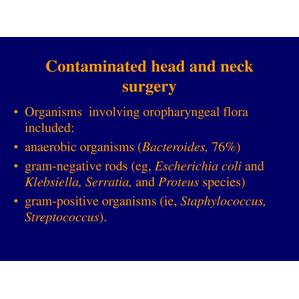 Contaminated head and neck
surgery
• Organisms  involving oropharyngeal flora
included:
• anaerobic organisms (Bacteroides, 76%)
• gram-negative rods (eg, Escherichia coli and
Klebsiella, Serratia, and Proteus species)
• gram-positive organisms (ie, Staphylococcus,
Streptococcus).